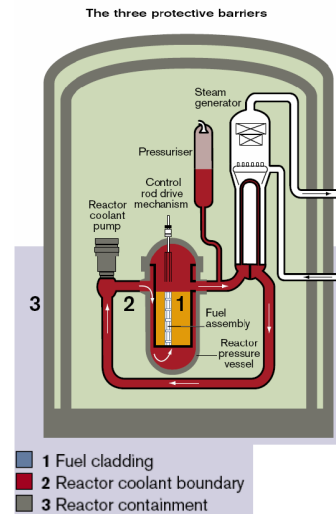 The three protective barriers
Steam
generator
Pressuriser
Control
rod drive
mechanism
Reactor
coolant
pump
3
2
1
Fuel
assembly
Reactor
pressure
vessel
1 Fuel cladding
2 Reactor coolant boundary
3 Reactor containment